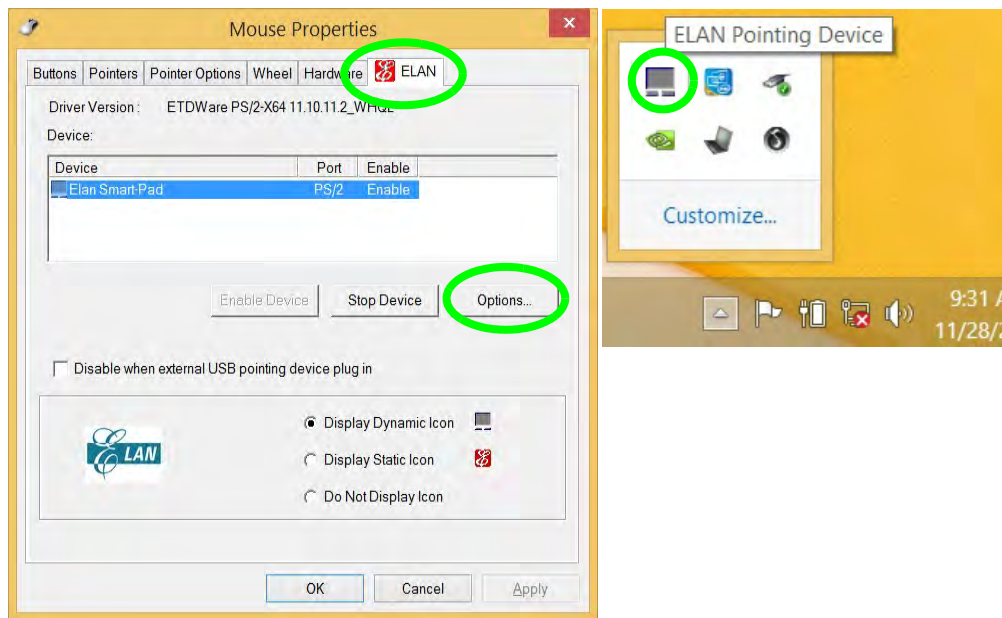 Mouse Properties
Buttons Pointers Pointer Options Wheel Hardware ELAN
Driver Version : ETDWare PS/2-X64 11.10.11.2_WHQL
Device:
Device Port Enable
Elan Smart-Pad PS/2 Enable
Enable Device Stop Device Options...
Disable when external USB pointing device plug in
ELAN
Display Dynamic Icon
Display Static Icon
Do Not Display Icon
OK Cancel Apply
ELAN Pointing Device
Customize...
9:31 A
11/28/2